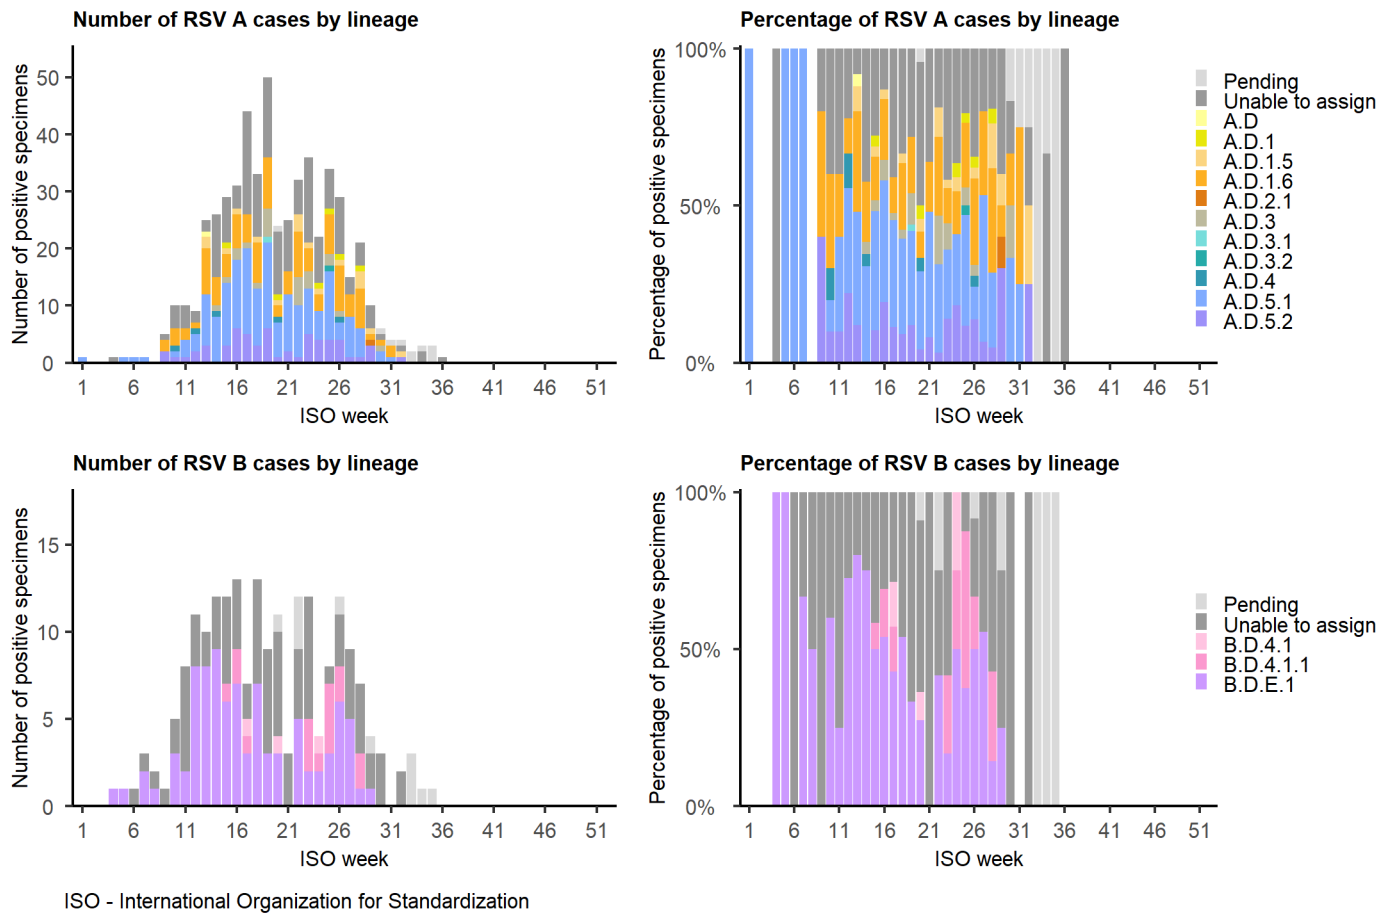 Number of RSV A cases by lineage
Number of positive specimens
50
40
30
20
10
0
1 6 11 16 21 26 31 36 41 46 51
ISO week
Percentage of RSV A cases by lineage
Percentage of positive specimens
100%
50%
0%
1 6 11 16 21 26 31 36 41 46 51
ISO week
Pending
Unable to assign
A.D
A.D.1
A.D.1.5
A.D.1.6
A.D.2.1
A.D.3
A.D.3.1
A.D.3.2
A.D.4
A.D.5.1
A.D.5.2
Number of RSV B cases by lineage
Number of positive specimens
15
10
5
0
1 6 11 16 21 26 31 36 41 46 51
ISO week
Percentage of RSV B cases by lineage
Percentage of positive specimens
100%
50%
0%
1 6 11 16 21 26 31 36 41 46 51
ISO week
Pending
Unable to assign
B.D.4.1
B.D.4.1.1
B.D.E.1
ISO - International Organization for Standardization